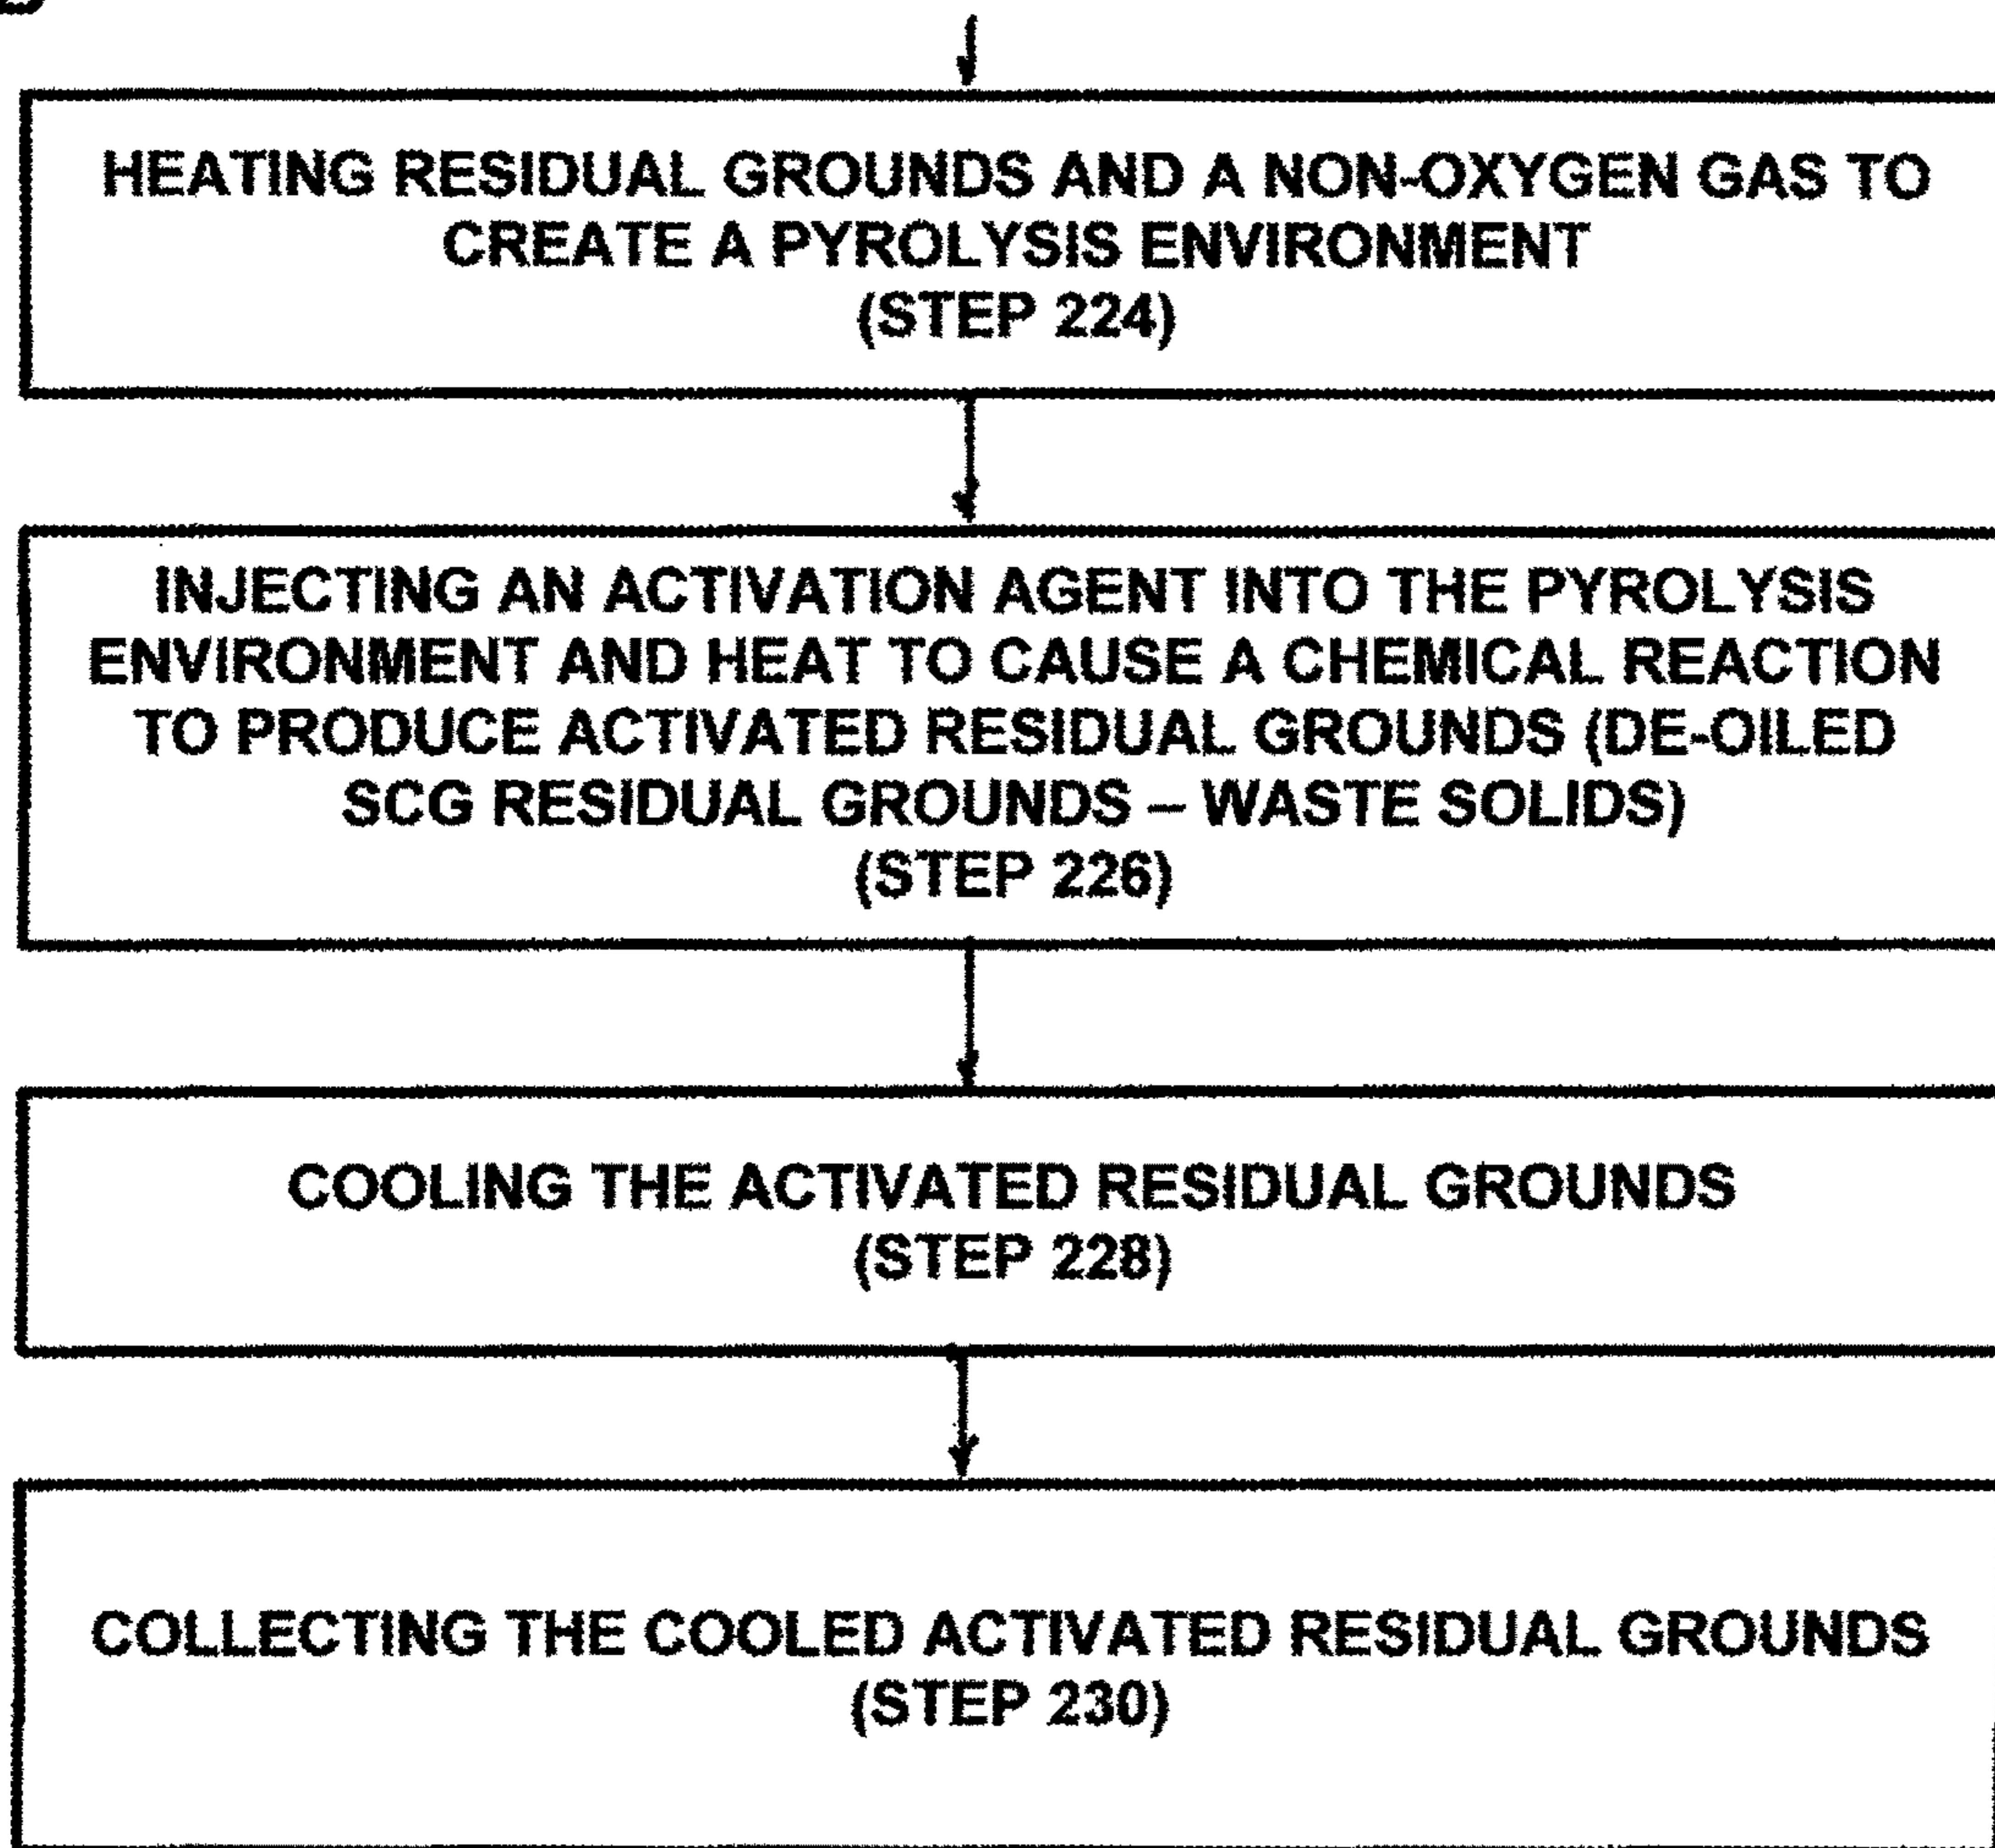 HEATING RESIDUAL GROUNDS AND A NON-OXYGEN GAS TO
CREATE A PYROLYSIS ENVIRONMENT
(STEP 224)
INJECTING AN ACTIVATION AGENT INTO THE PYROLYSIS
ENVIRONMENT AND HEAT TO CAUSE A CHEMICAL REACTION
TO PRODUCE ACTIVATED RESIDUAL GROUNDS (DE-OILED
SCG RESIDUAL GROUNDS – WASTE SOLIDS)
(STEP 226)
COOLING THE ACTIVATED RESIDUAL GROUNDS
(STEP 228)
COLLECTING THE COOLED ACTIVATED RESIDUAL GROUNDS
(STEP 230)